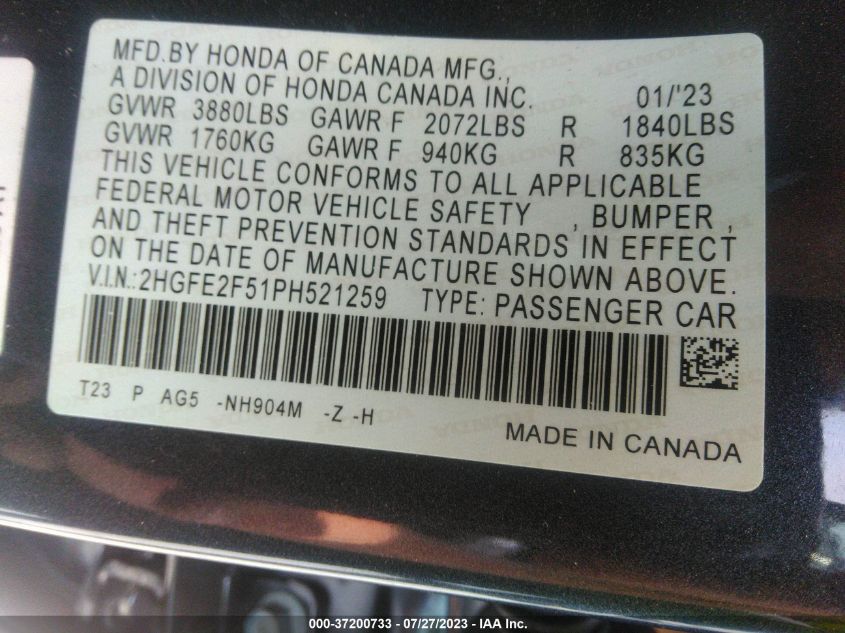 MFD.BY HONDA OF CANADA MFG.,
A DIVISION OF HONDA CANADA INC. 01/'23
GVWR 3880LBS GAWR F 2072LBS R 1840LBS
GVWR 1760KG GAWR F 940KG R 835KG
THIS VEHICLE CONFORMS TO ALL APPLICABLE
FEDERAL MOTOR VEHICLE SAFETY , BUMPER ,
AND THEFT PREVENTION STANDARDS IN EFFECT
ON THE DATE OF MANUFACTURE SHOWN ABOVE.
V.I.N.:2HGFE2F51PH521259 TYPE: PASSENGER CAR
T23 P AG5 -NH904M -Z -H
MADE IN CANADA
000-37200733 // 07/27/2023 // IAA Inc.